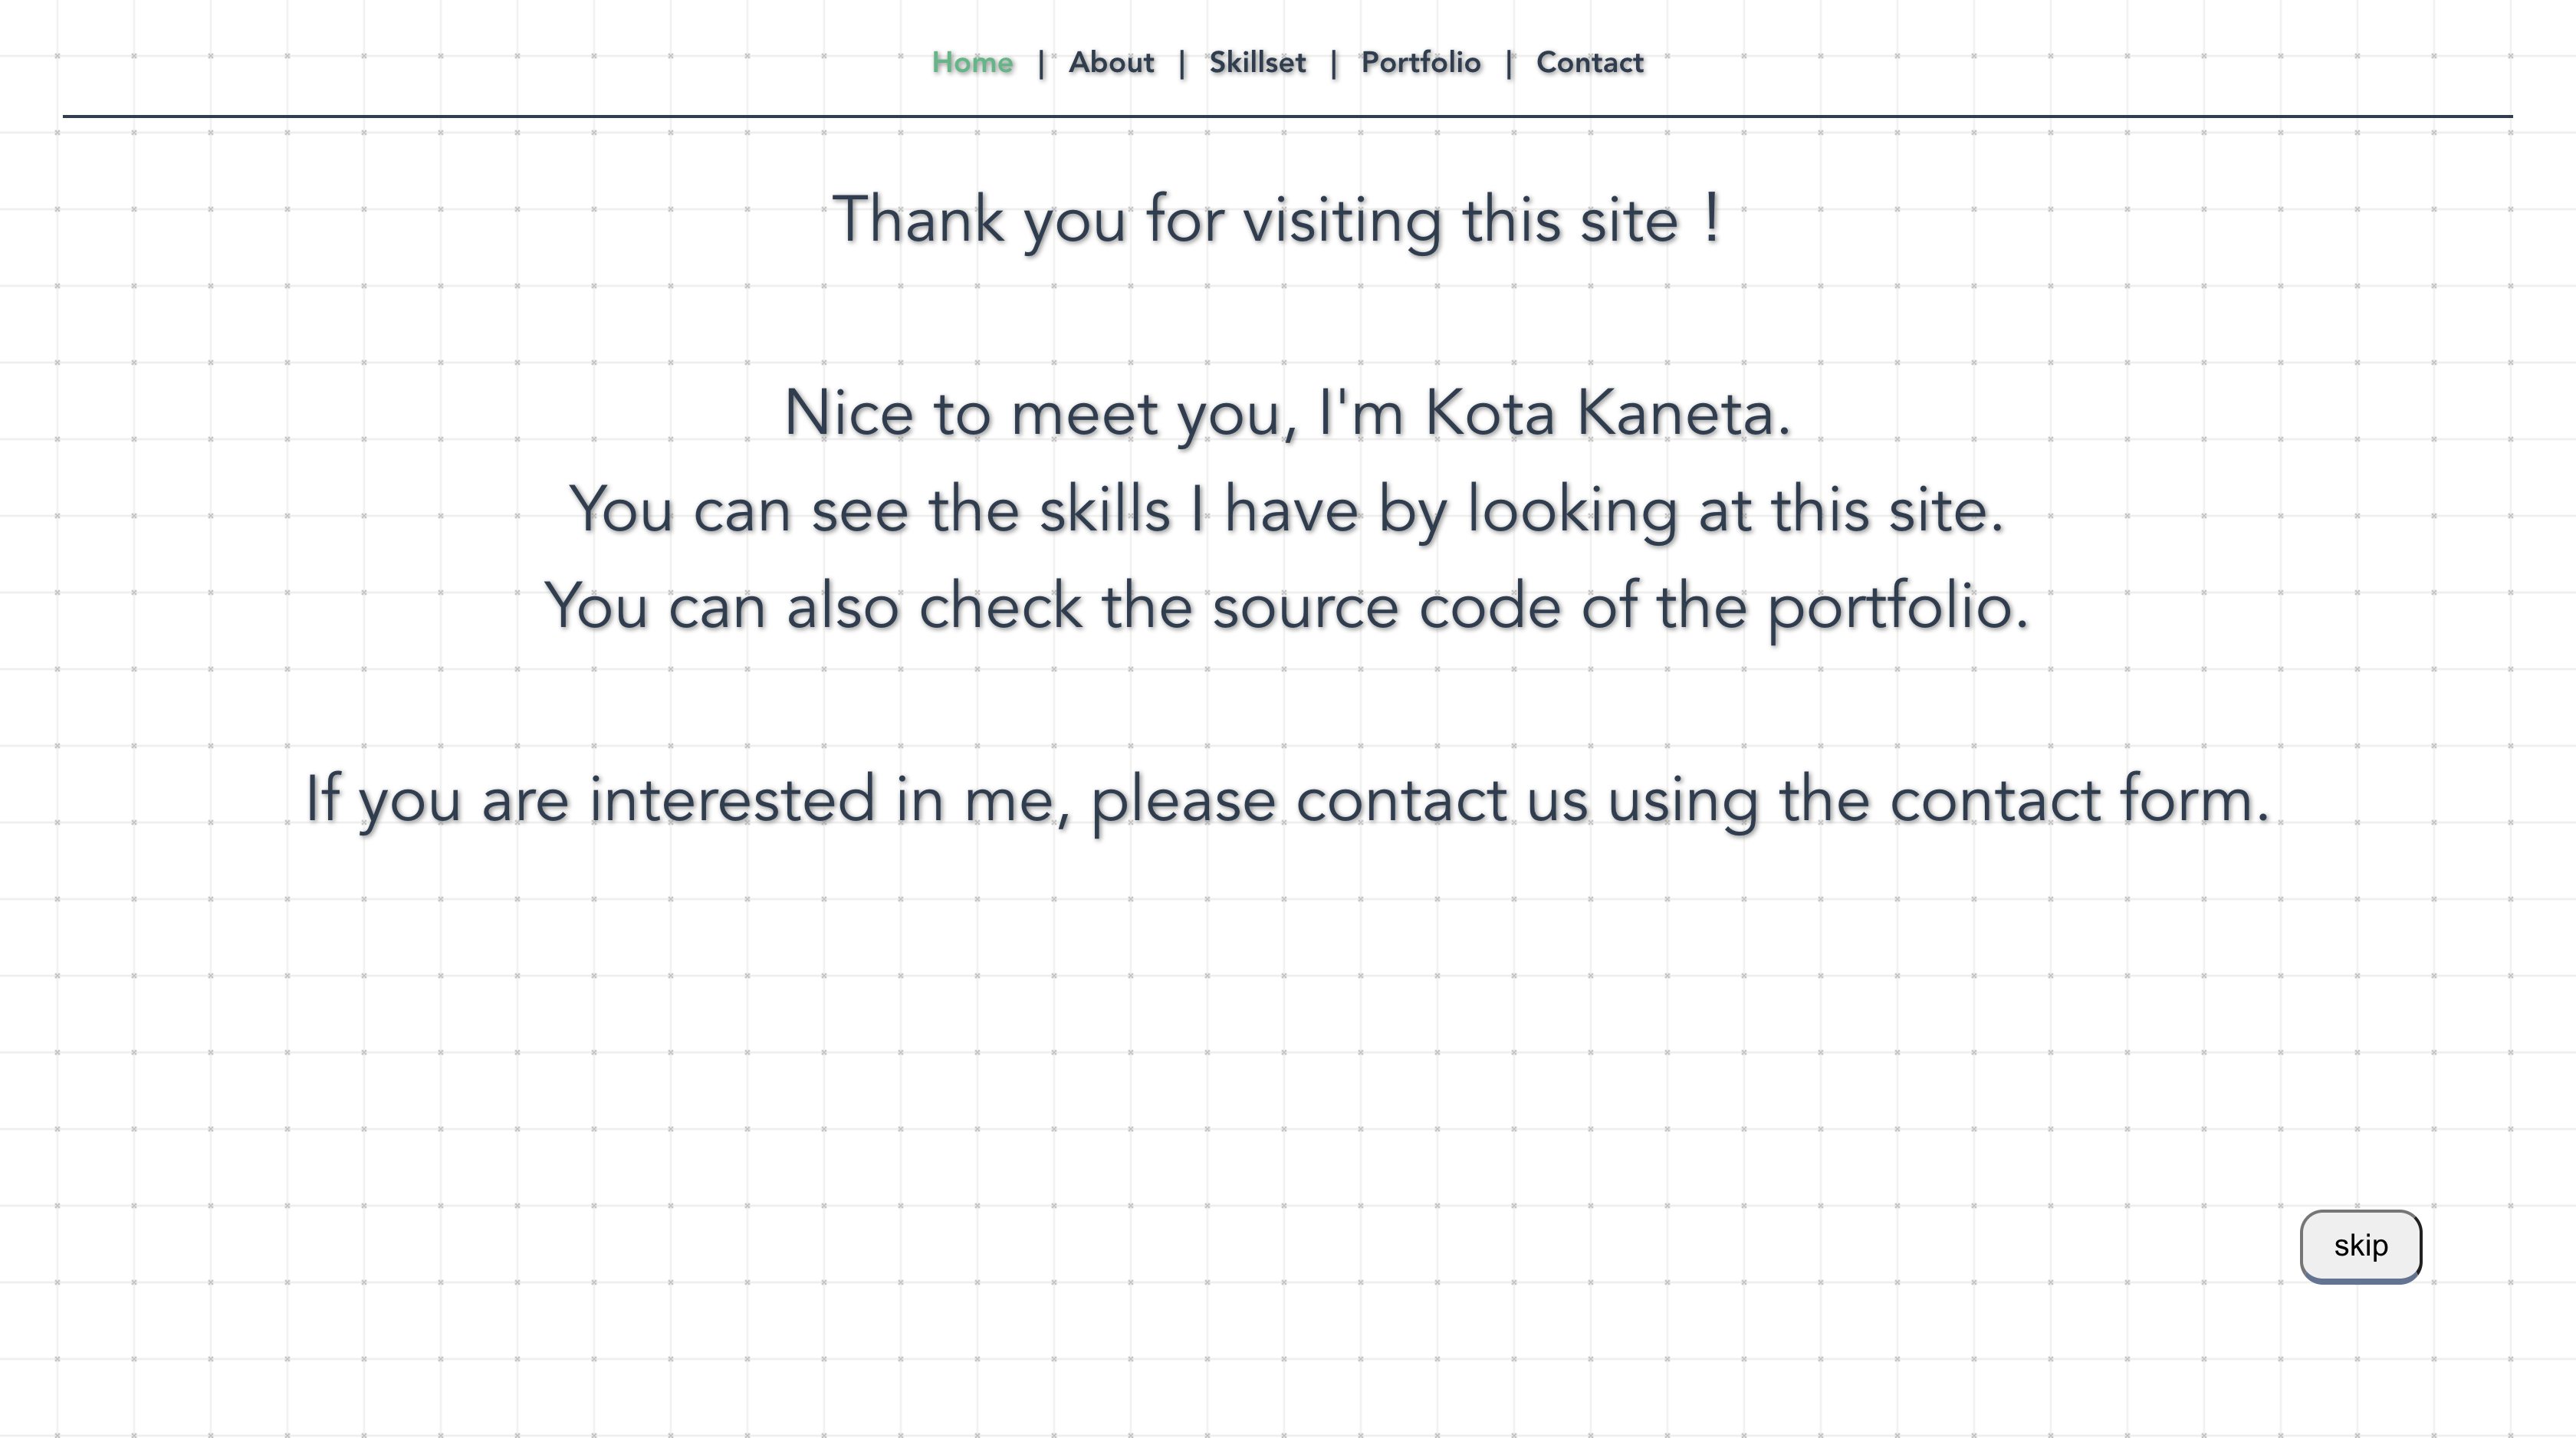 Home | About | Skillset | Portfolio | Contact
Thank you for visiting this site !
Nice to meet you, I'm Kota Kaneta.
You can see the skills I have by looking at this site.
You can also check the source code of the portfolio.
If you are interested in me, please contact us using the contact form.
skip